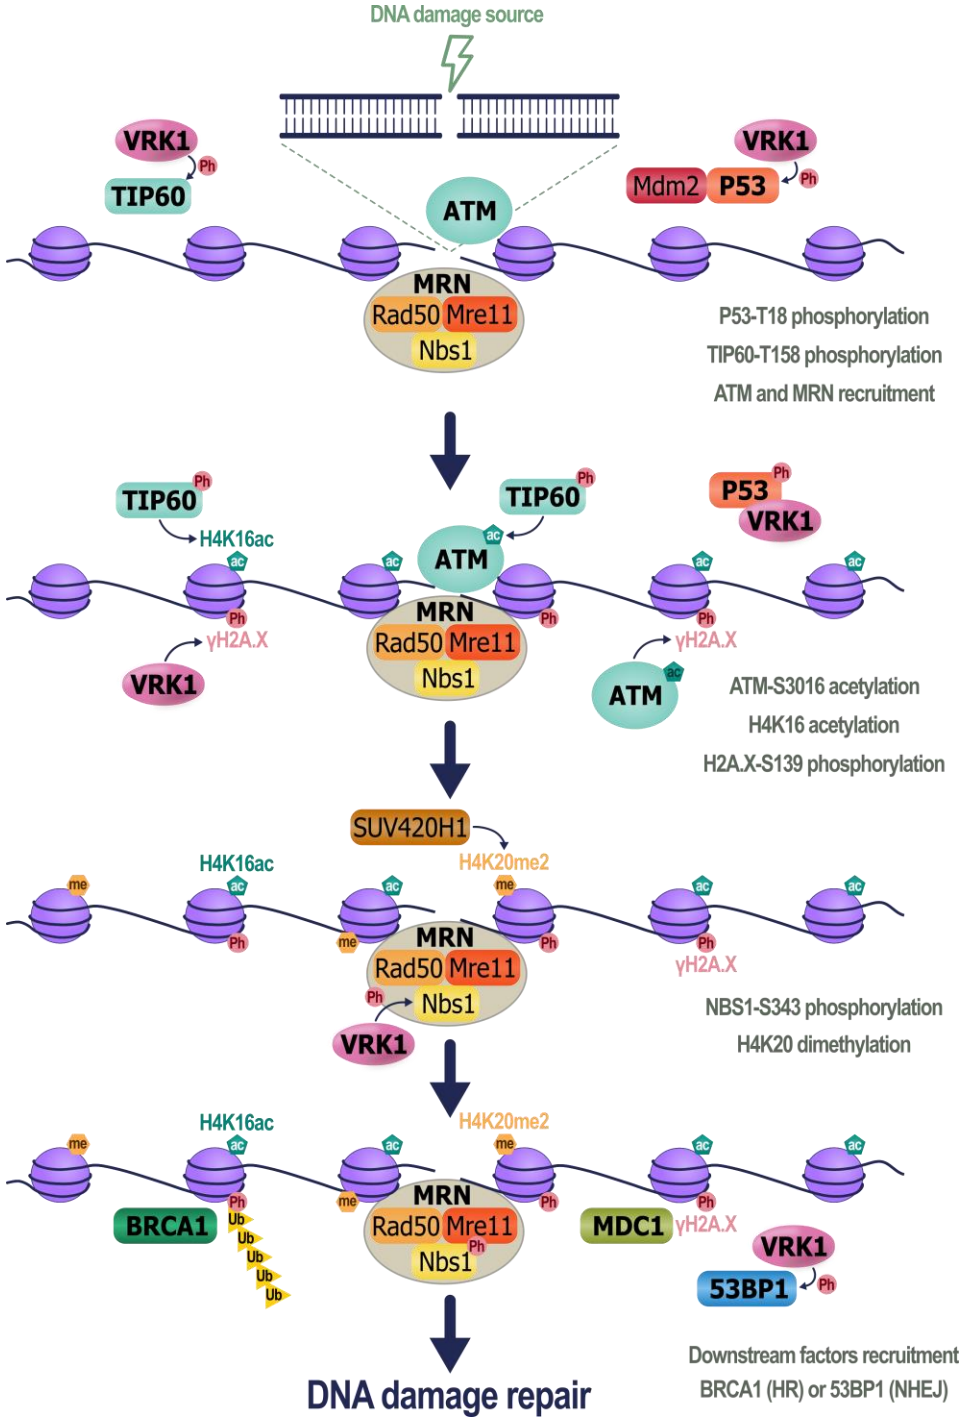 DNA damage source
VRK1
Ph
TIP60
VRK1
Ph
Mdm2 P53
ATM
MRN
Rad50 Mre11
Nbs1
P53-T18 phosphorylation
TIP60-T158 phosphorylation
ATM and MRN recruitment
Ph
TIP60
H4K16ac
Ph
TIP60
Ph
P53
VRK1
ac
ac
ac
ATM
ac
ac
MRN
Rad50 Mre11
Nbs1
Ph
γH2A.X
VRK1
Ph
Ph
γH2A.X
ac
ATM
ATM-S3016 acetylation
H4K16 acetylation
H2A.X-S139 phosphorylation
SUV420H1
H4K16ac
H4K20me2
me
ac
ac
me
ac
ac
Ph
me
MRN
Rad50 Mre11
Nbs1
Ph
VRK1
Ph
Ph
γH2A.X
NBS1-S343 phosphorylation
H4K20 dimethylation
H4K16ac
H4K20me2
me
ac
ac
me
ac
ac
Ph
me
MRN
Rad50 Mre11
Nbs1
Ph
Ph
Ph
BRCA1
Ub
Ub
Ub
Ub
Ub
MDC1
γH2A.X
VRK1
Ph
53BP1
Downstream factors recruitment
BRCA1 (HR) or 53BP1 (NHEJ)
DNA damage repair